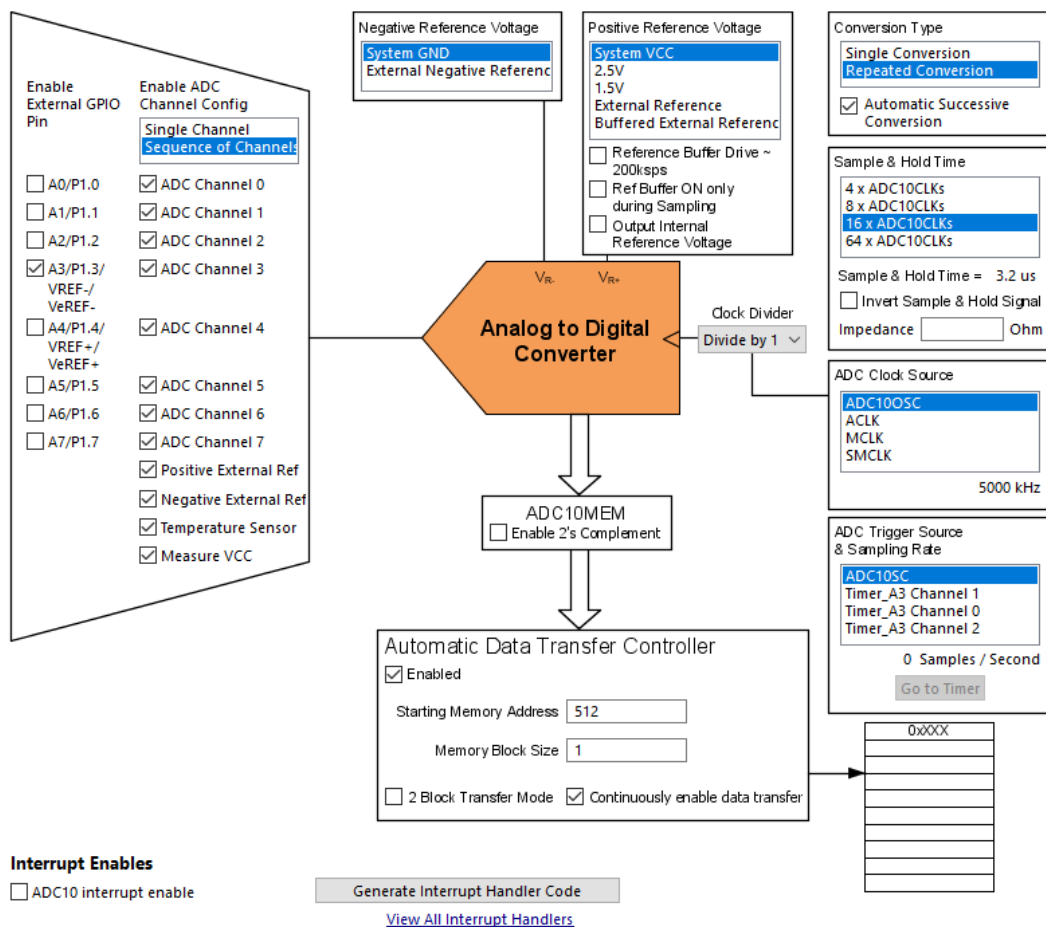 Negative Reference Voltage
System GND
External Negative Referenc
Positive Reference Voltage
System VCC
2.5V
1.5V
External Reference
Buffered External Referenc
Reference Buffer Drive ~
200ksps
Ref Buffer ON only
during Sampling
Output Internal
Reference Voltage
Conversion Type
Single Conversion
Repeated Conversion
Automatic Successive
Conversion
Enable
External GPIO
Pin
Enable ADC
Channel Config
Single Channel
Sequence of Channels
A0/P1.0
ADC Channel 0
A1/P1.1
ADC Channel 1
A2/P1.2
ADC Channel 2
A3/P1.3/
VREF-/
VeREF-
ADC Channel 3
A4/P1.4/
VREF+/
VeREF+
ADC Channel 4
A5/P1.5
ADC Channel 5
A6/P1.6
ADC Channel 6
A7/P1.7
ADC Channel 7
Positive External Ref
Negative External Ref
Temperature Sensor
Measure VCC
Sample & Hold Time
4 x ADC10CLKs
8 x ADC10CLKs
16 x ADC10CLKs
64 x ADC10CLKs
Sample & Hold Time = 3.2 us
Invert Sample & Hold Signal
Impedance Ohm
VR- VR+
Analog to Digital
Converter
Clock Divider
Divide by 1
ADC Clock Source
ADC10OSC
ACLK
MCLK
SMCLK
5000 kHz
ADC10MEM
Enable 2's Complement
ADC Trigger Source
& Sampling Rate
ADC10SC
Timer_A3 Channel 1
Timer_A3 Channel 0
Timer_A3 Channel 2
0 Samples / Second
Go to Timer
Automatic Data Transfer Controller
Enabled
Starting Memory Address 512
Memory Block Size 1
2 Block Transfer Mode
Continuously enable data transfer
0xXXX
Interrupt Enables
ADC10 interrupt enable
Generate Interrupt Handler Code
View All Interrupt Handlers